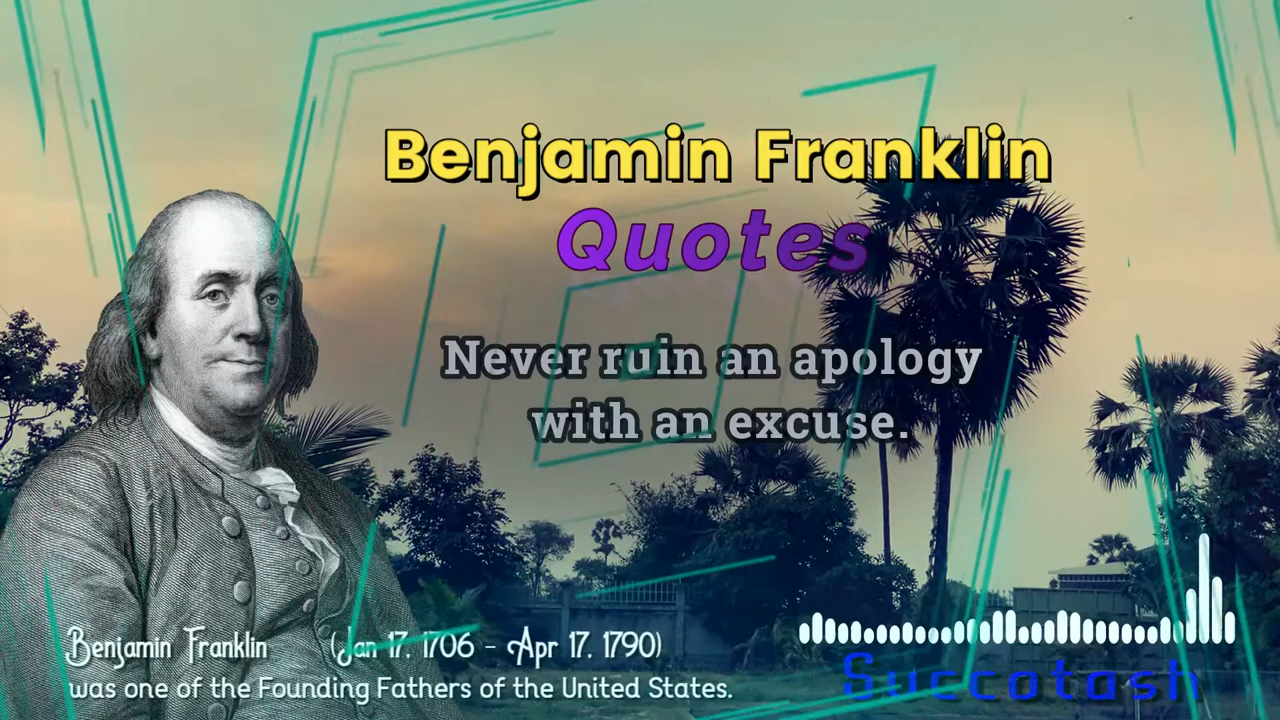 Benjamin Franklin
Quotes
Never ruin an apology
with an excuse.
Benjamin Franklin (Jan 17, 1706 - Apr 17, 1790)
was one of the Founding Fathers of the United States.
Succotash